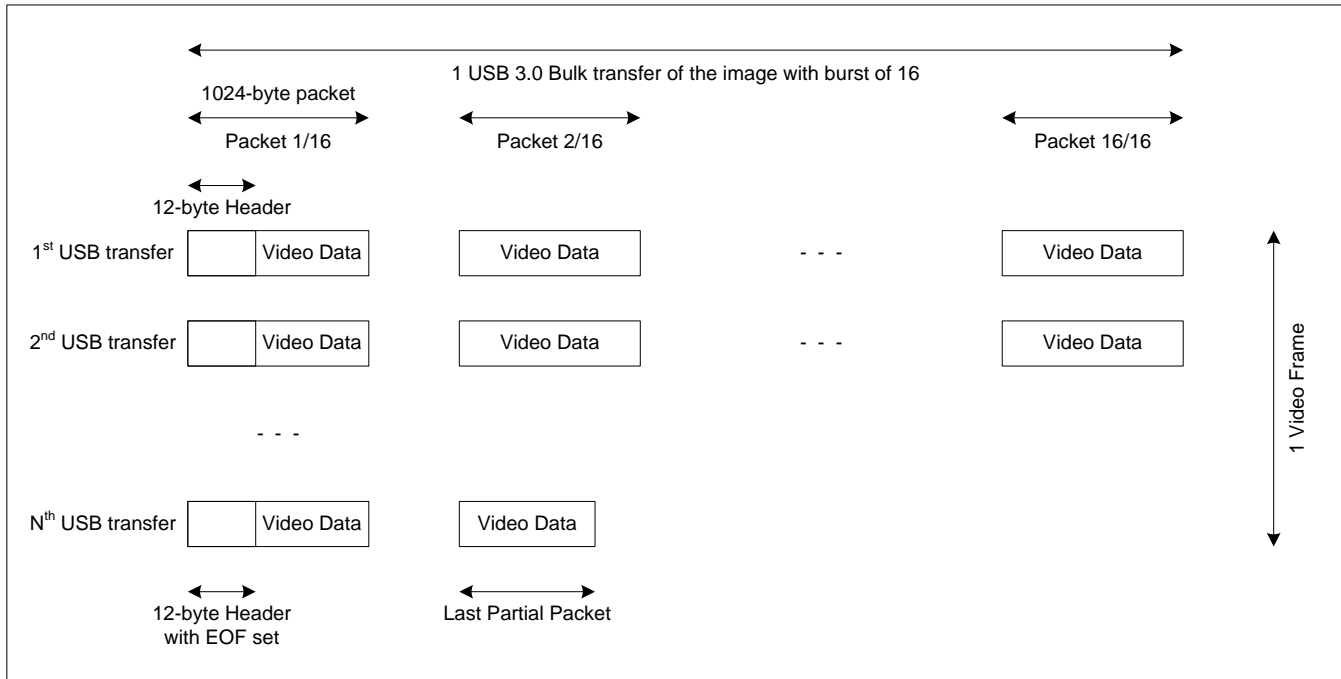 1 USB 3.0 Bulk transfer of the image with burst of 16
1024-byte packet
Packet 1/16
Packet 2/16
Packet 16/16
12-byte Header
1st USB transfer
Video Data
Video Data
- - -
Video Data
2nd USB transfer
Video Data
Video Data
- - -
Video Data
1 Video Frame
- - -
Nth USB transfer
Video Data
Video Data
12-byte Header
with EOF set
Last Partial Packet